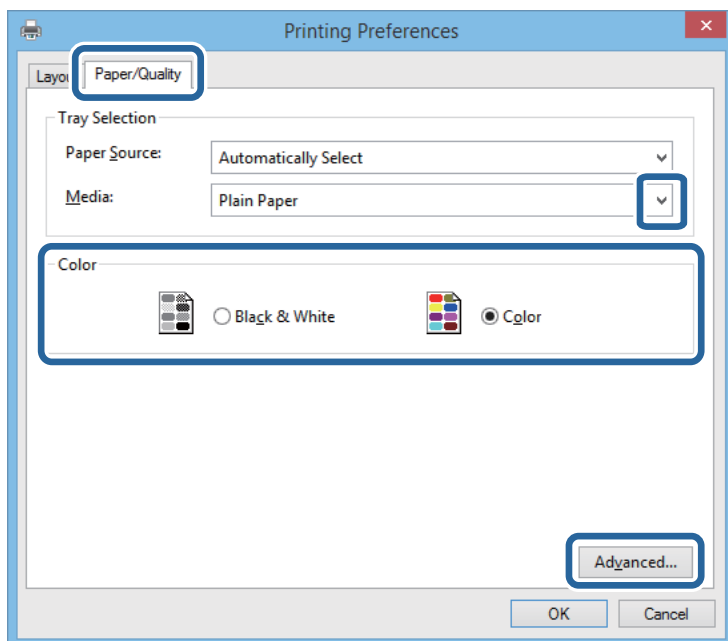 Printing Preferences
Layou
Paper/Quality
Tray Selection
Paper Source:
Automatically Select
Media:
Plain Paper
Color
Black & White
Color
Advanced...
OK
Cancel